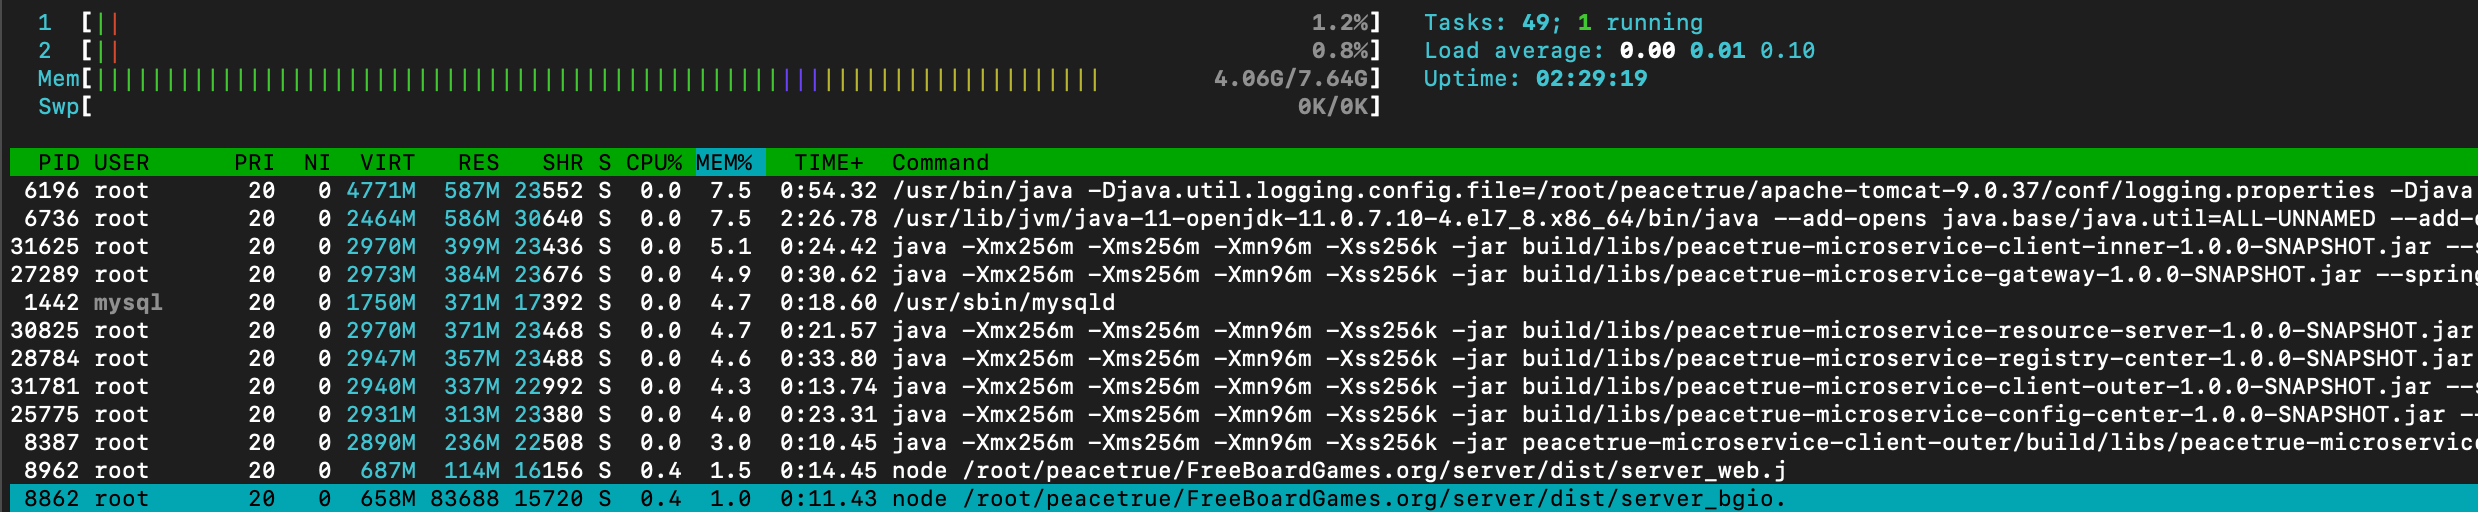 1 [|| 1.2%] Tasks: 49; 1 running
2 [|| 0.8%] Load average: 0.00 0.01 0.10
Mem[||||||||||||||||||||||||||||||||||||||||||||||||||||||||||||||||||||||| 4.06G/7.64G] Uptime: 02:29:19
Swp[ 0K/0K]
PID USER PRI NI VIRT RES SHR S CPU% MEM% TIME+ Command
6196 root 20 0 4771M 587M 23552 S 0.0 7.5 0:54.32 /usr/bin/java -Djava.util.logging.config.file=/root/peacetrue/apache-tomcat-9.0.37/conf/logging.properties -Djava
6736 root 20 0 2464M 586M 30640 S 0.0 7.5 2:26.78 /usr/lib/jvm/java-11-openjdk-11.0.7.10-4.el7_8.x86_64/bin/java --add-opens java.base/java.util=ALL-UNNAMED --add-
31625 root 20 0 2970M 399M 23436 S 0.0 5.1 0:24.42 java -Xmx256m -Xms256m -Xmn96m -Xss256k -jar build/libs/peacetrue-microservice-client-inner-1.0.0-SNAPSHOT.jar --s
27289 root 20 0 2973M 384M 23676 S 0.0 4.9 0:30.62 java -Xmx256m -Xms256m -Xmn96m -Xss256k -jar build/libs/peacetrue-microservice-gateway-1.0.0-SNAPSHOT.jar --spring
1442 mysql 20 0 1750M 371M 17392 S 0.0 4.7 0:18.60 /usr/sbin/mysqld
30825 root 20 0 2970M 371M 23468 S 0.0 4.7 0:21.57 java -Xmx256m -Xms256m -Xmn96m -Xss256k -jar build/libs/peacetrue-microservice-resource-server-1.0.0-SNAPSHOT.jar
28784 root 20 0 2947M 357M 23488 S 0.0 4.6 0:33.80 java -Xmx256m -Xms256m -Xmn96m -Xss256k -jar build/libs/peacetrue-microservice-registry-center-1.0.0-SNAPSHOT.jar
31781 root 20 0 2940M 337M 22992 S 0.0 4.3 0:13.74 java -Xmx256m -Xms256m -Xmn96m -Xss256k -jar build/libs/peacetrue-microservice-client-outer-1.0.0-SNAPSHOT.jar --s
25775 root 20 0 2931M 313M 23380 S 0.0 4.0 0:23.31 java -Xmx256m -Xms256m -Xmn96m -Xss256k -jar build/libs/peacetrue-microservice-config-center-1.0.0-SNAPSHOT.jar --
8387 root 20 0 2890M 236M 22508 S 0.0 3.0 0:10.45 java -Xmx256m -Xms256m -Xmn96m -Xss256k -jar peacetrue-microservice-client-outer/build/libs/peacetrue-microservic
8962 root 20 0 687M 114M 16156 S 0.4 1.5 0:14.45 node /root/peacetrue/FreeBoardGames.org/server/dist/server_web.j
8862 root 20 0 658M 83688 15720 S 0.4 1.0 0:11.43 node /root/peacetrue/FreeBoardGames.org/server/dist/server_bgio.